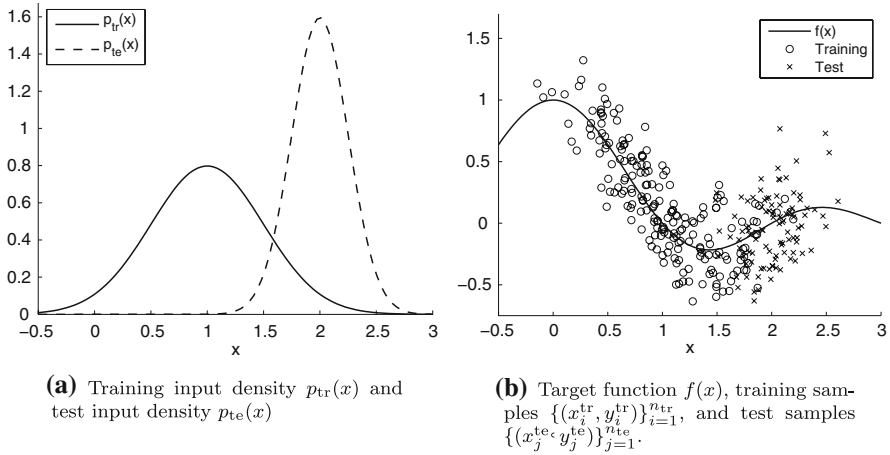 p_tr(x)
p_te(x)
1.6
1.4
1.2
1
0.8
0.6
0.4
0.2
0
-0.5 0 0.5 1 1.5 2 2.5 3
x
f(x)
Training
Test
1.5
1
0.5
0
-0.5
-0.5 0 0.5 1 1.5 2 2.5 3
x
(a) Training input density p_tr(x) and
test input density p_te(x)
(b) Target function f(x), training sam-
ples {(x_i^tr, y_i^tr)}_{i=1}^{n_tr}, and test samples
{(x_j^te‹ y_j^te)}_{j=1}^{n_te}.